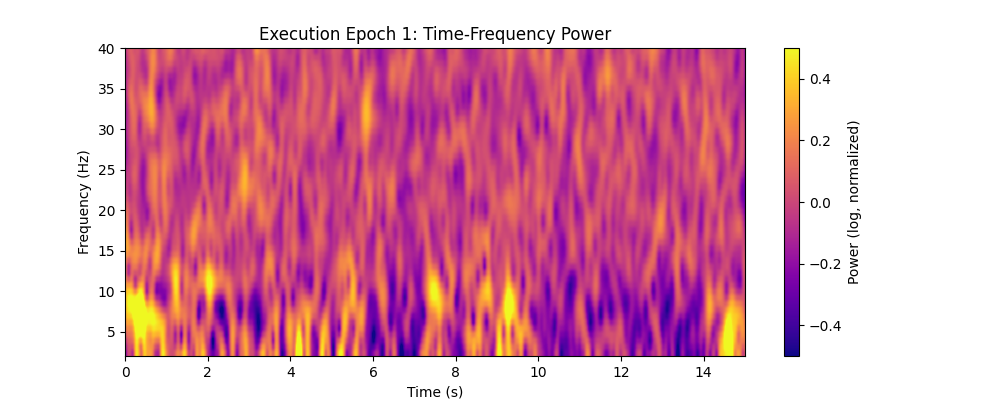 Execution Epoch 1: Time-Frequency Power
40
35
30
25
20
15
10
5
Frequency (Hz)
0 2 4 6 8 10 12 14
Time (s)
0.4
0.2
0.0
−0.2
−0.4
Power (log, normalized)